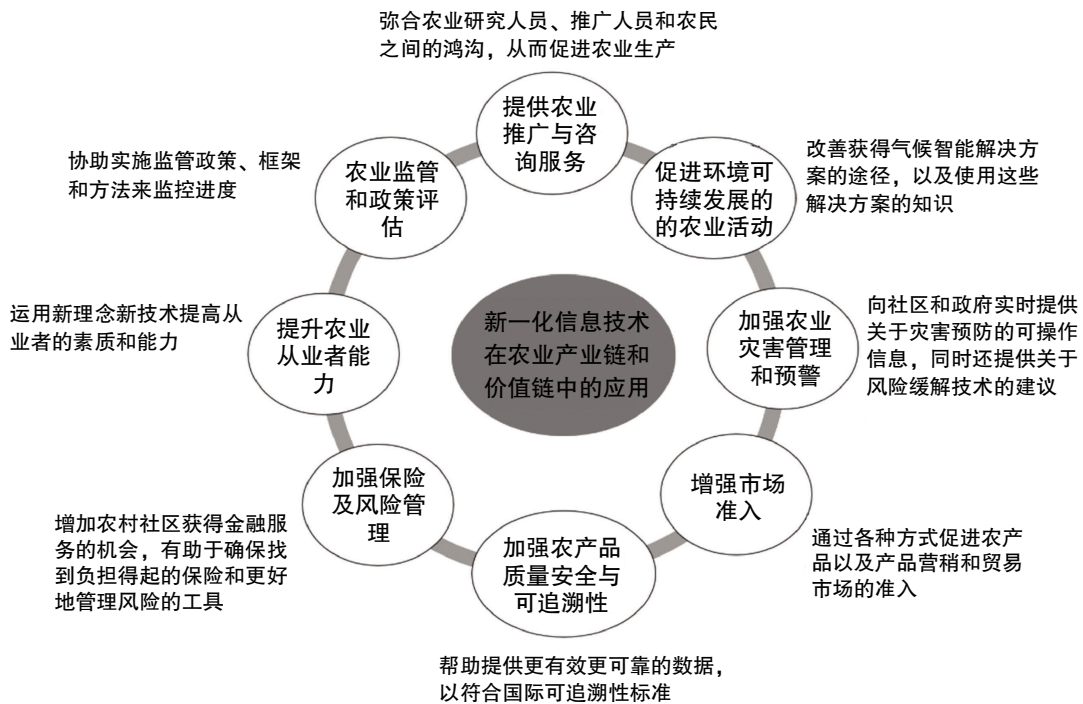 弥合农业研究人员、推广人员和农民
之间的鸿沟，从而促进农业生产
提供农业
推广与咨
询服务
改善获得气候智能解决方
案的途径，以及使用这些
解决方案的知识
促进环境可
持续发展的
的农业活动
向社区和政府实时提供
关于灾害预防的可操作
信息，同时还提供关于
风险缓解技术的建议
加强农业
灾害管理
和预警
增强市场
准入
通过各种方式促进农产
品以及产品营稍和贸易
市场的准入
加强农产品
质量安全与
可追溯性
帮助提供更有效更可靠的数据，
以符合国际可追溯性标准
加强保险
及风险管
理
增加农村社区获得金融服
务的机会，有助于确保找
到负担得起的保险和更好
地管理风险的工具
提升农业
从业者能
力
运用新理念新技术提高从
业者的素质和能力
农业监管
和政策评
估
协助实施监管政策、框架
和方法来监控进度
新一化信息技术
在农业产业链和
价值链中的应用